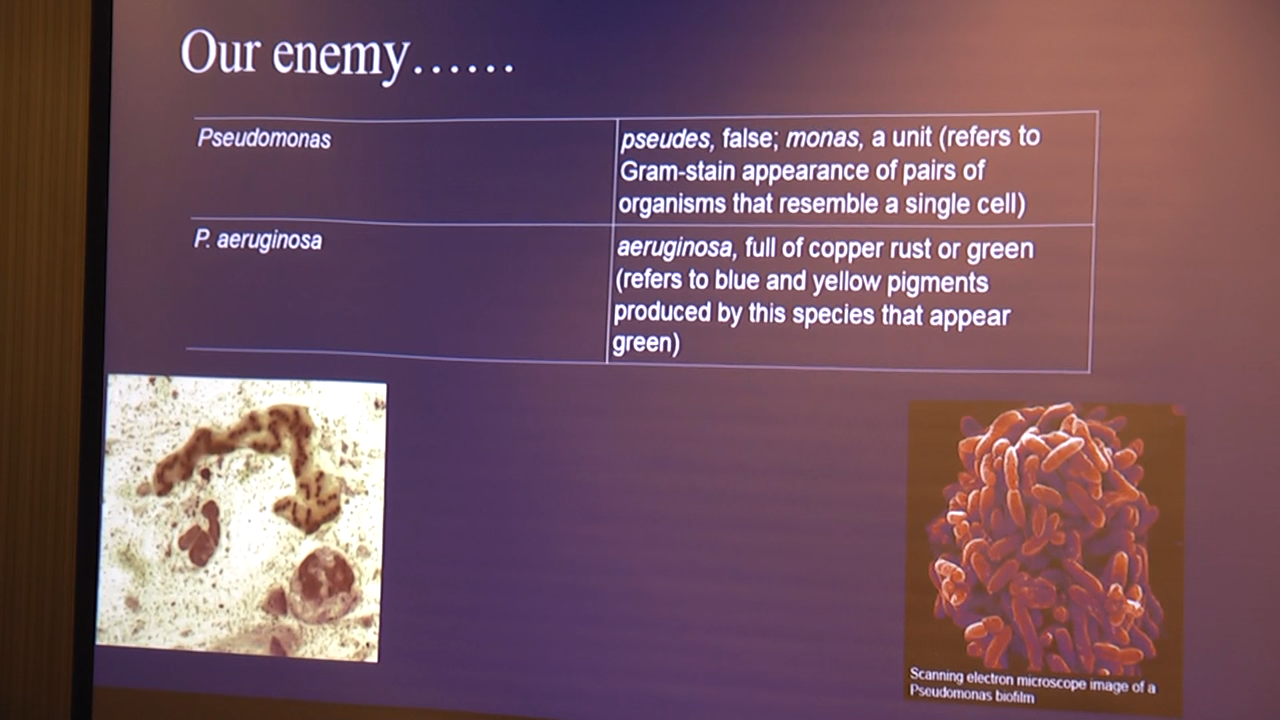 Our enemy......
Pseudomonas
pseudes, false; monas, a unit (refers to
Gram-stain appearance of pairs of
organisms that resemble a single cell)
P. aeruginosa
aeruginosa, full of copper rust or green
(refers to blue and yellow pigments
produced by this species that appear
green)
Scanning electron microscope image of a
Pseudomonas biofilm